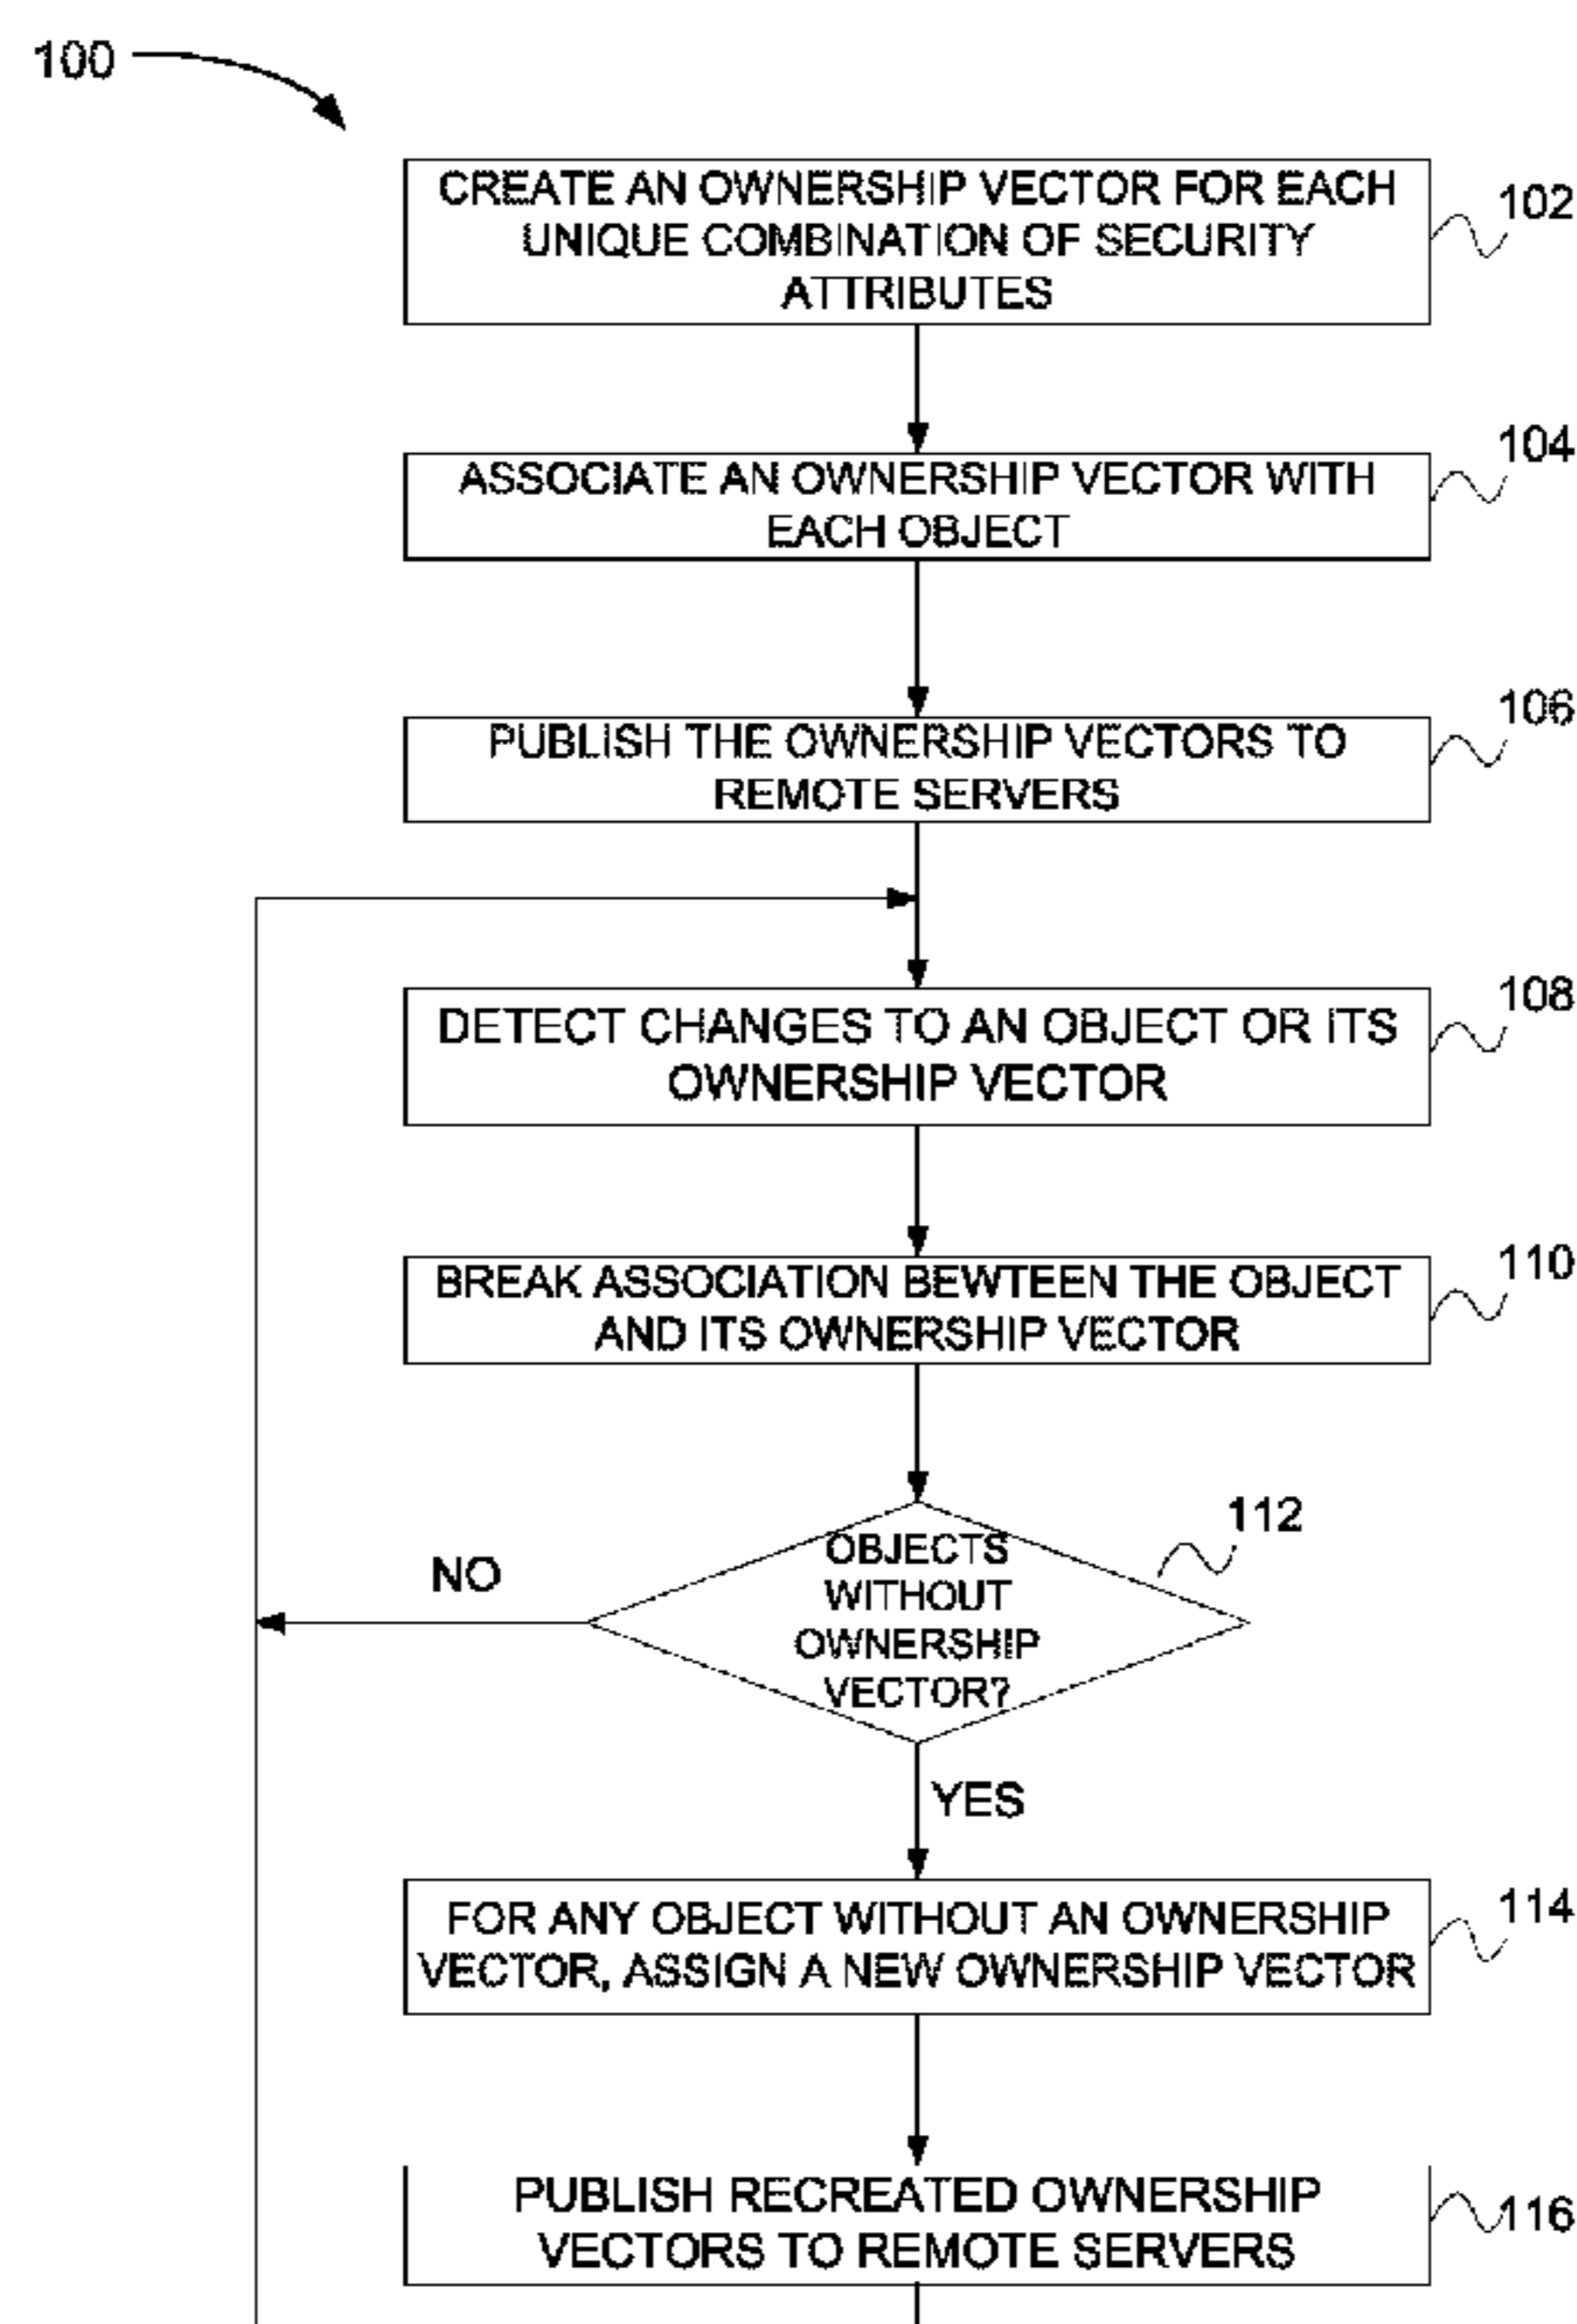 100
CREATE AN OWNERSHIP VECTOR FOR EACH
UNIQUE COMBINATION OF SECURITY
ATTRIBUTES
102
ASSOCIATE AN OWNERSHIP VECTOR WITH
EACH OBJECT
104
PUBLISH THE OWNERSHIP VECTORS TO
REMOTE SERVERS
106
DETECT CHANGES TO AN OBJECT OR ITS
OWNERSHIP VECTOR
108
BREAK ASSOCIATION BEWTEEN THE OBJECT
AND ITS OWNERSHIP VECTOR
110
OBJECTS
WITHOUT
OWNERSHIP
VECTOR?
112
NO
YES
FOR ANY OBJECT WITHOUT AN OWNERSHIP
VECTOR, ASSIGN A NEW OWNERSHIP VECTOR
114
PUBLISH RECREATED OWNERSHIP
VECTORS TO REMOTE SERVERS
116